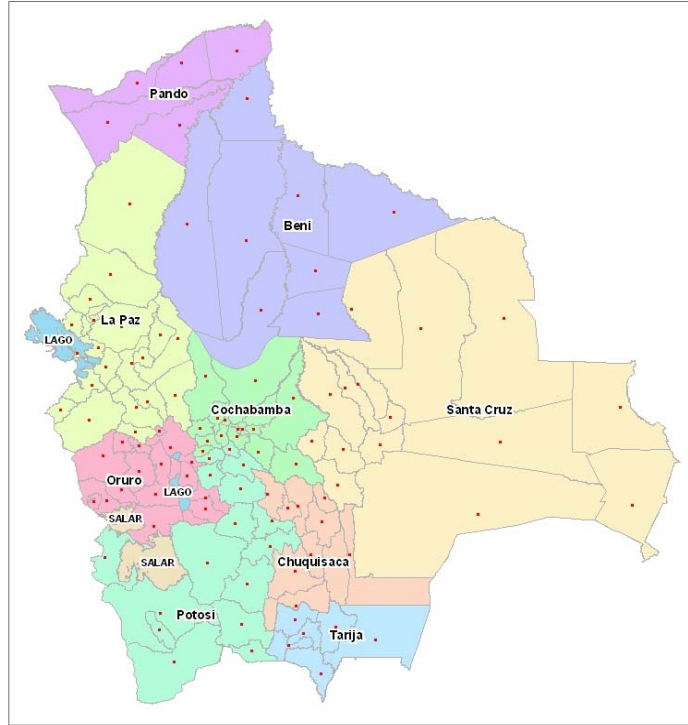 Pando
Beni
La Paz
LAGO
Cochabamba
Santa Cruz
Oruro
LAGO
SALAR
SALAR
Chuquisaca
Potosi
Tarija